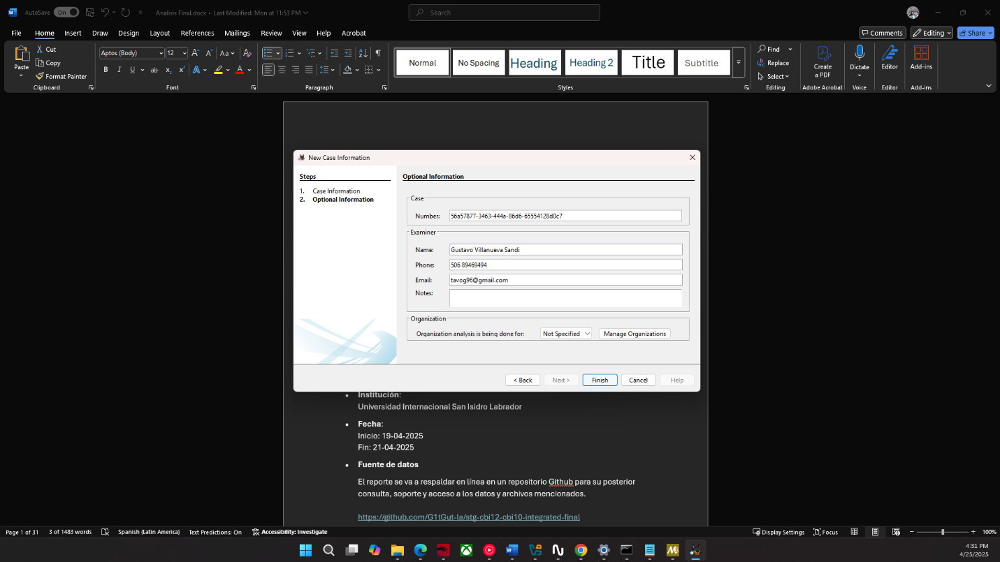 AutoSave On Analisis Final.docx • Last Modified: Mon at 11:53 PM Search
File Home Insert Draw Design Layout References Mailings Review View Help Acrobat Comments Editing Share
Paste Cut Copy Format Painter
Aptos (Body) 12 A A Aa A
B I U ab x₂ x² A A
Normal No Spacing Heading Heading 2 Title Subtitle
Find Replace Select
Create a PDF Dictate Editor Add-ins
Clipboard Font Paragraph Styles Editing Adobe Acrobat Voice Editor Add-ins
New Case Information
Steps
1. Case Information
2. Optional Information
Optional Information
Case
Number: 56a57877-3463-444a-86d6-65554128d0c7
Examiner
Name: Gustavo Villanueva Sandi
Phone: 506 89469494
Email: tavog96@gmail.com
Notes:
Organization
Organization analysis is being done for: Not Specified Manage Organizations
< Back Next > Finish Cancel Help
• Institución:
Universidad Internacional San Isidro Labrador
• Fecha:
Inicio: 19-04-2025
Fin: 21-04-2025
• Fuente de datos
El reporte se va a respaldar en línea en un repositorio Github para su posterior
consulta, soporte y acceso a los datos y archivos mencionados.
https://github.com/G1tGut-la/stg-cbi12-cbi10-integrated-final
Page 1 of 31 3 of 1483 words Spanish (Latin America) Text Predictions: On Accessibility: Investigate Display Settings Focus 100%
4:31 PM
4/25/2025